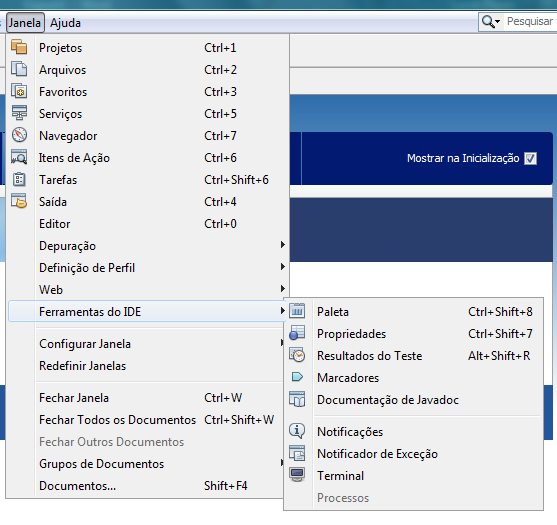 Janela Ajuda Pesquisar
Projetos Ctrl+1
Arquivos Ctrl+2
Favoritos Ctrl+3
Serviços Ctrl+5
Navegador Ctrl+7
Itens de Ação Ctrl+6
Tarefas Ctrl+Shift+6
Saída Ctrl+4
Editor Ctrl+0
Depuração
Definição de Perfil
Web
Ferramentas do IDE
Configurar Janela
Redefinir Janelas
Fechar Janela Ctrl+W
Fechar Todos os Documentos Ctrl+Shift+W
Fechar Outros Documentos
Grupos de Documentos
Documentos... Shift+F4
Mostrar na Inicialização
Paleta Ctrl+Shift+8
Propriedades Ctrl+Shift+7
Resultados do Teste Alt+Shift+R
Marcadores
Documentação de Javadoc
Notificações
Notificador de Exceção
Terminal
Processos